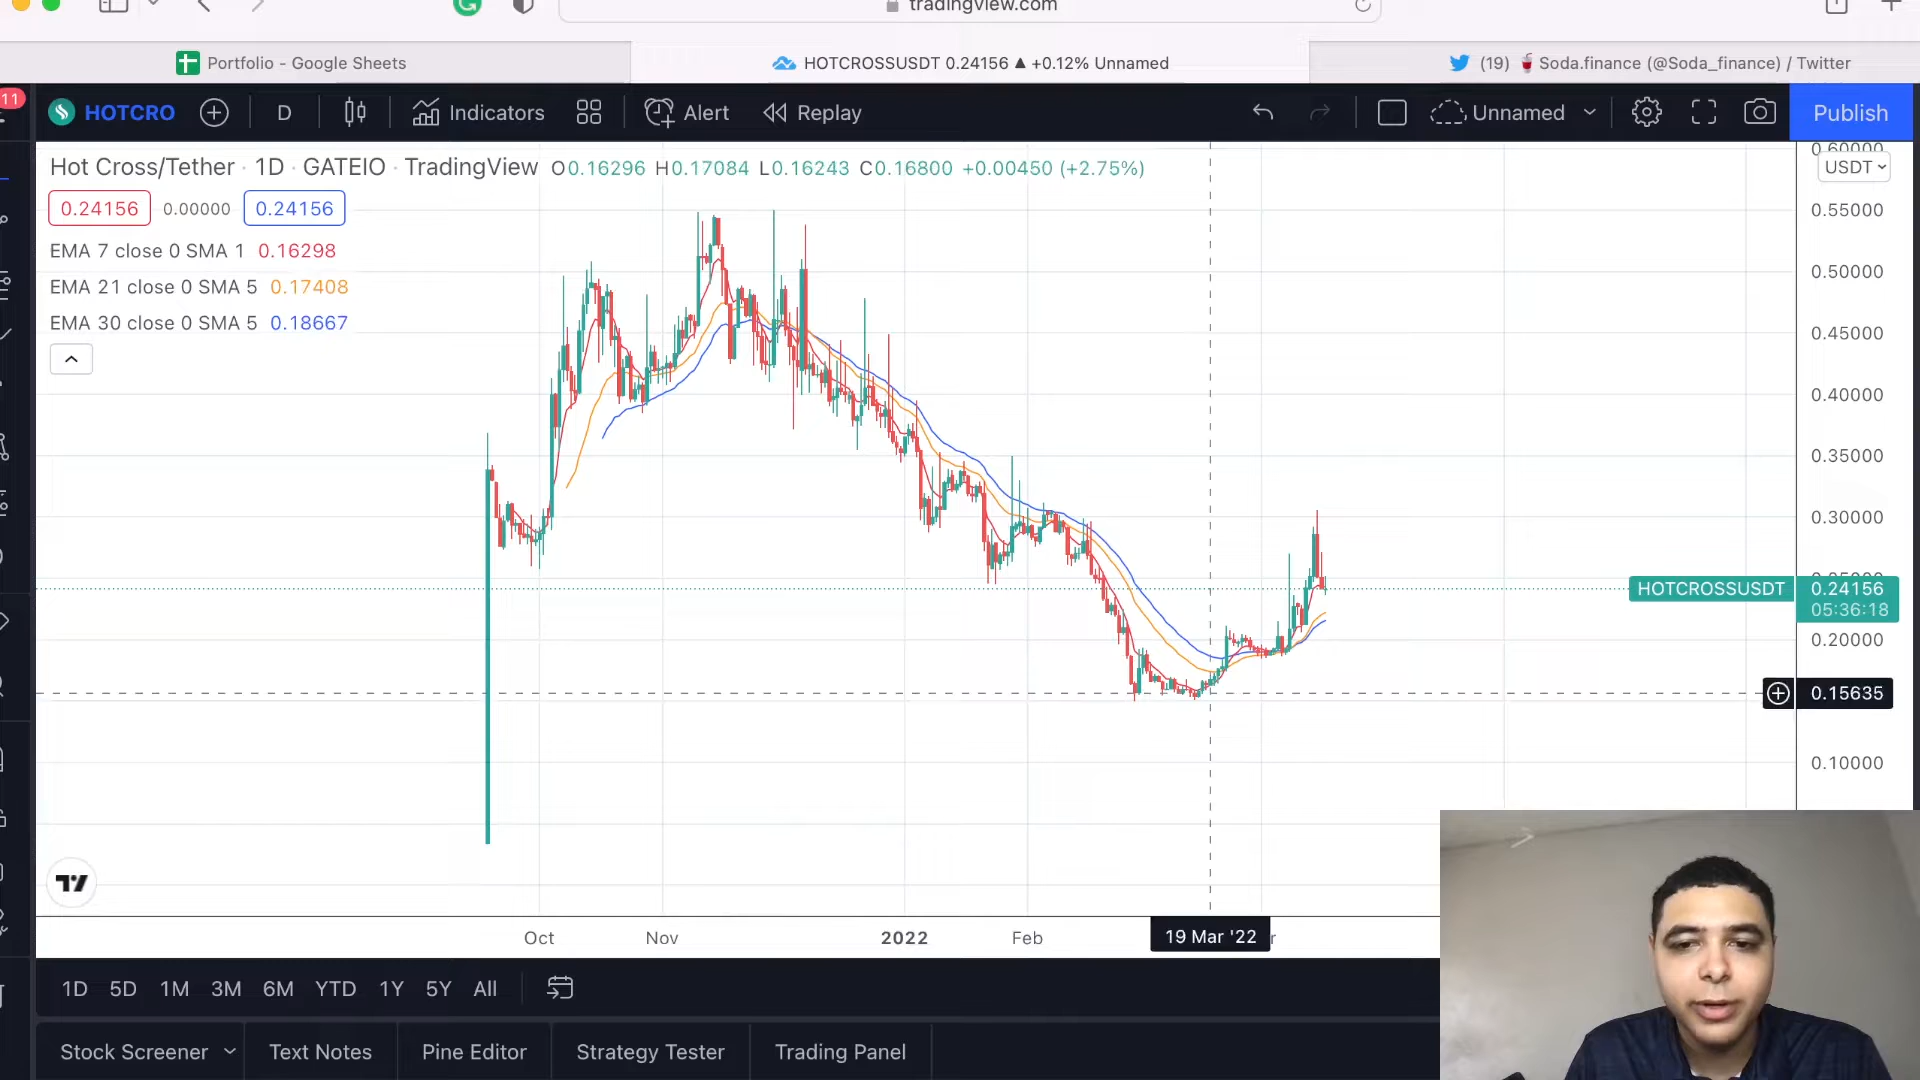 tradingview.com
Portfolio - Google Sheets
HOTCROSSUSDT 0.24156 ▲ +0.12% Unnamed
(19) Soda.finance (@Soda_finance) / Twitter
11
HOTCRO
D
Indicators
Alert
Replay
Unnamed
Publish
Hot Cross/Tether · 1D · GATEIO · TradingView O0.16296 H0.17084 L0.16243 C0.16800 +0.00450 (+2.75%)
0.24156 0.00000 0.24156
EMA 7 close 0 SMA 1 0.16298
EMA 21 close 0 SMA 5 0.17408
EMA 30 close 0 SMA 5 0.18667
0.60000
USDT
0.55000
0.50000
0.45000
0.40000
0.35000
0.30000
0.25000
HOTCROSSUSDT 0.24156
05:36:18
0.20000
0.15635
0.10000
Oct Nov 2022 Feb 19 Mar '22
1D 5D 1M 3M 6M YTD 1Y 5Y All
Stock Screener Text Notes Pine Editor Strategy Tester Trading Panel